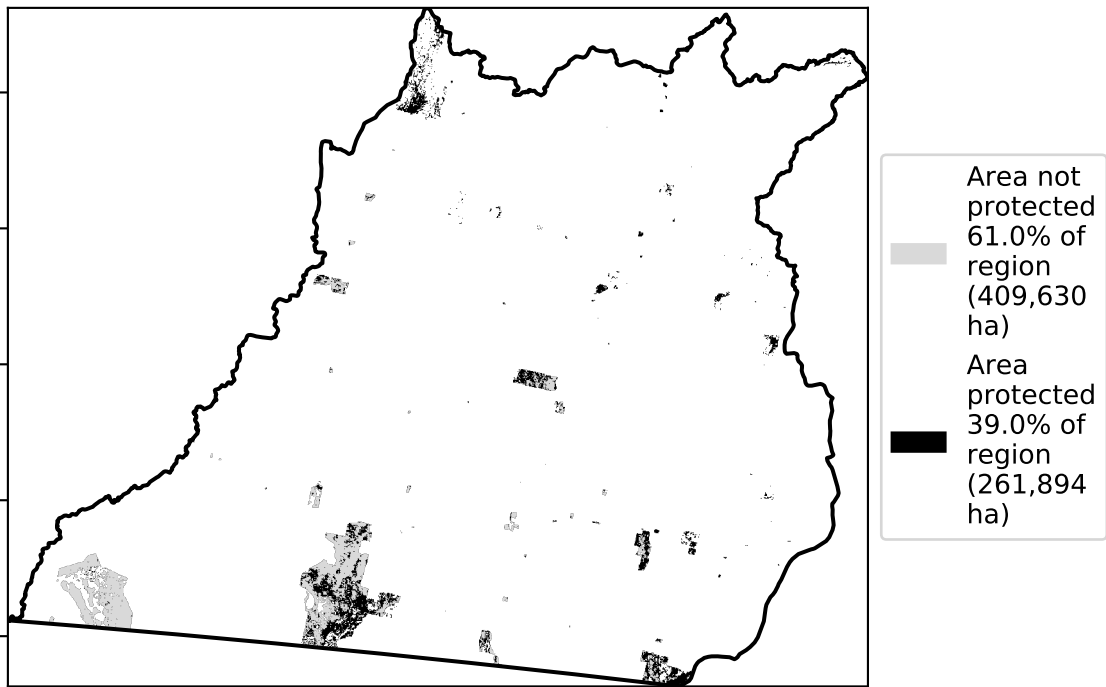 Area not
protected
61.0% of
region
(409,630
ha)
Area
protected
39.0% of
region
(261,894
ha)